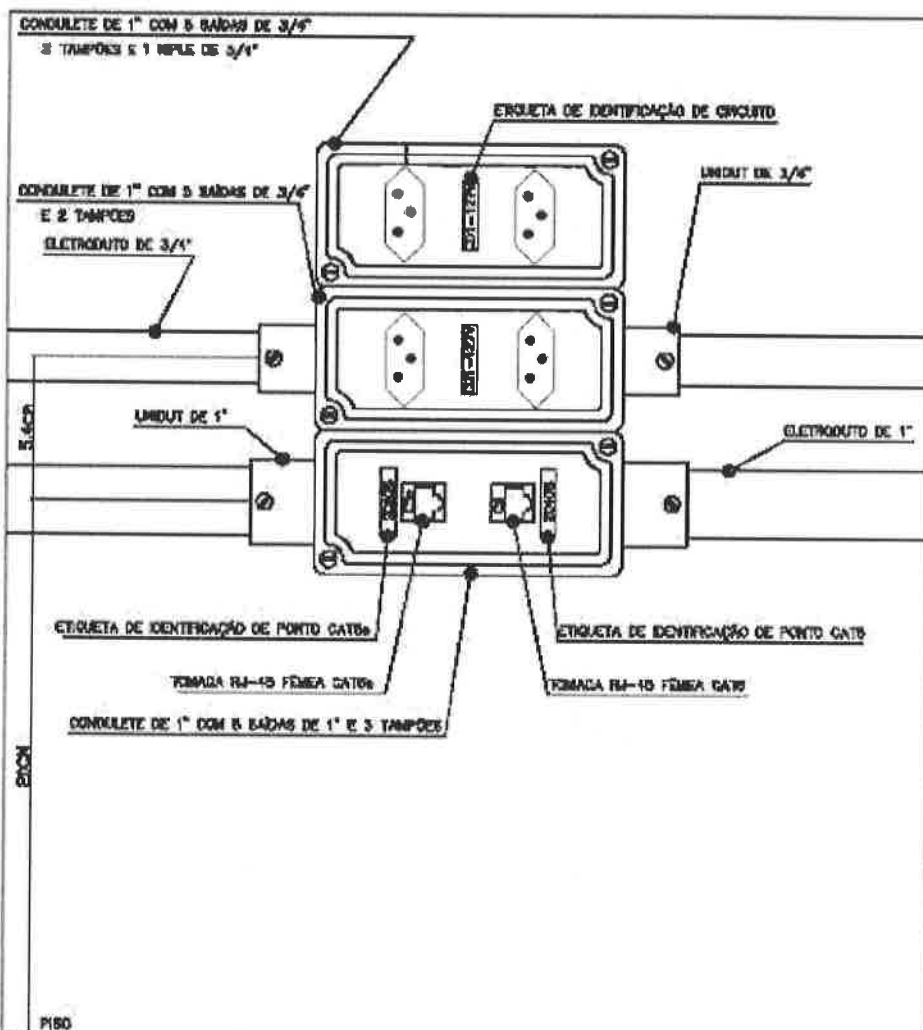 CONDULETE DE 1" COM 5 SAÍDAS DE 3/4"
TAMPÕES E 1 NIPLE DE 3/4"
ETIQUETA DE IDENTIFICAÇÃO DE CIRCUITO
CONDULETE DE 1" COM 5 SAÍDAS DE 3/4"
E 2 TAMPÕES
UNIDUT DE 3/4"
ELETRODUTO DE 3/4"
UNIDUT DE 1"
ELETRODUTO DE 1"
ETIQUETA DE IDENTIFICAÇÃO DE PONTO CAT5e
ETIQUETA DE IDENTIFICAÇÃO DE PONTO CAT6
TOMADA RJ-45 FÊMEA CAT5e
TOMADA RJ-45 FÊMEA CAT6
CONDULETE DE 1" COM 5 SAÍDAS DE 1" E 3 TAMPÕES
PISO